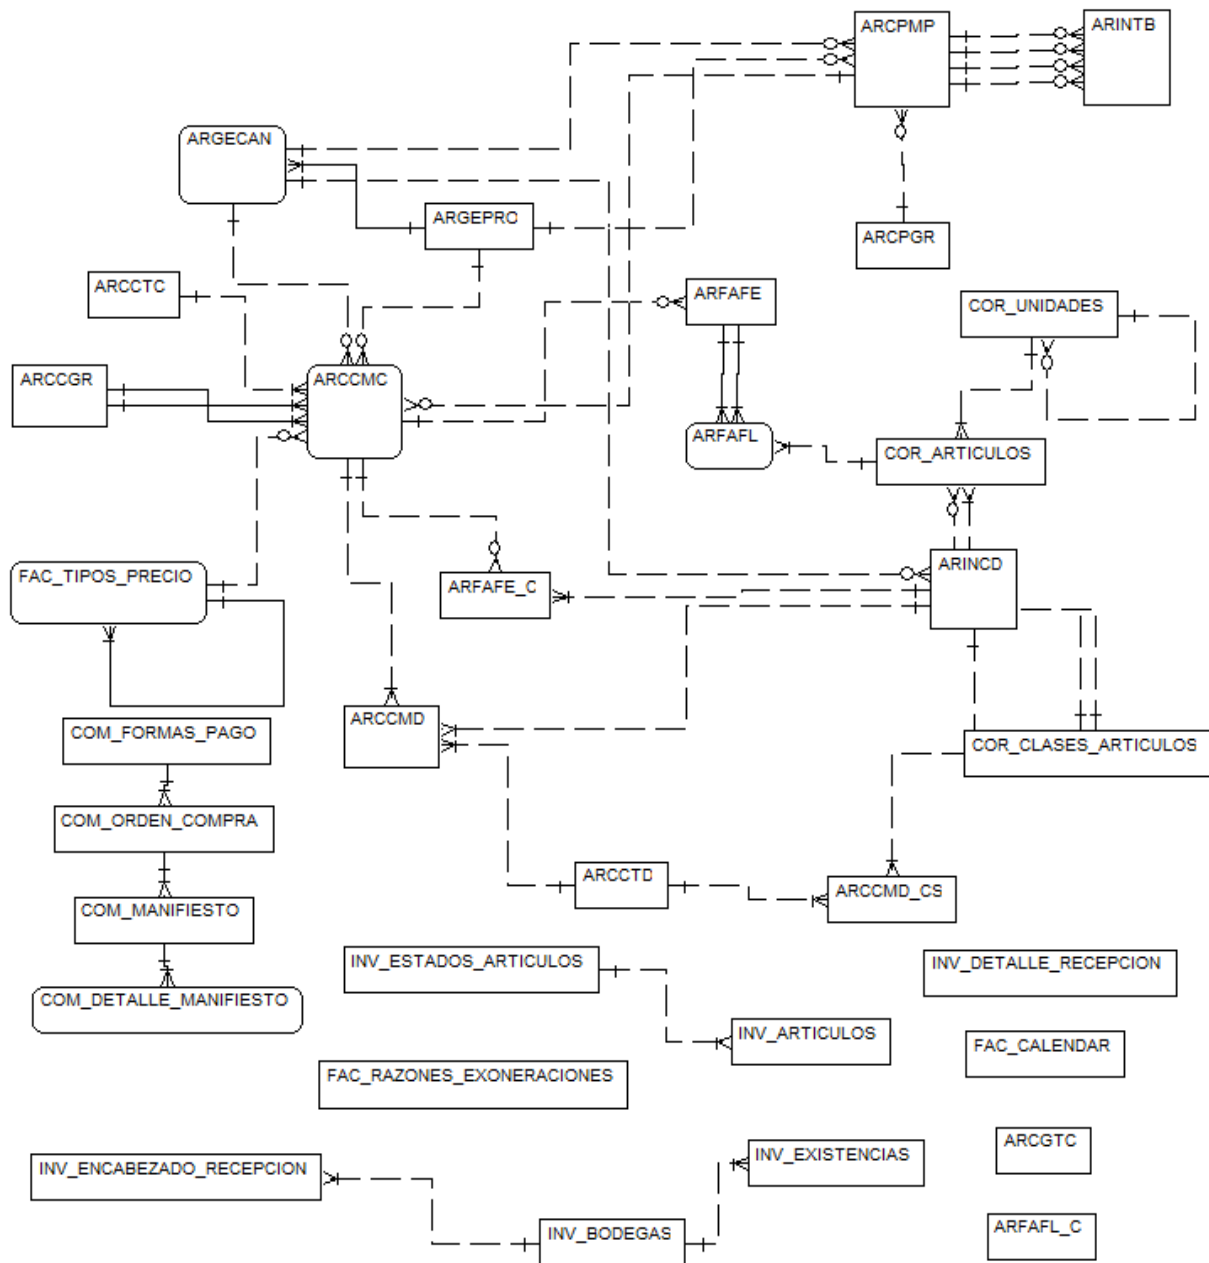 ARCPMP
ARINTB
ARGECAN
ARGEPRO
ARCPGR
ARCCTC
ARFAFE
COR_UNIDADES
ARCCGR
ARCCMC
ARFAFL
COR_ARTICULOS
FAC_TIPOS_PRECIO
ARFAFE_C
ARINCD
ARCCMD
COM_FORMAS_PAGO
COR_CLASES_ARTICULOS
COM_ORDEN_COMPRA
ARCCTD
ARCCMD_CS
COM_MANIFIESTO
INV_ESTADOS_ARTICULOS
INV_DETALLE_RECEPCION
COM_DETALLE_MANIFIESTO
INV_ARTICULOS
FAC_CALENDAR
FAC_RAZONES_EXONERACIONES
ARCGTC
INV_ENCABEZADO_RECEPCION
INV_EXISTENCIAS
ARFAFL_C
INV_BODEGAS